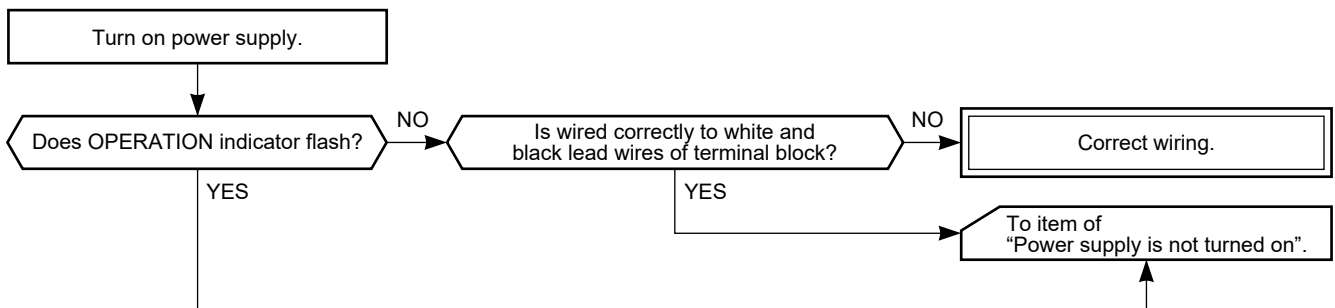 Turn on power supply.
Does OPERATION indicator flash?
NO
Is wired correctly to white and
black lead wires of terminal block?
NO
Correct wiring.
YES
YES
To item of
“Power supply is not turned on”.